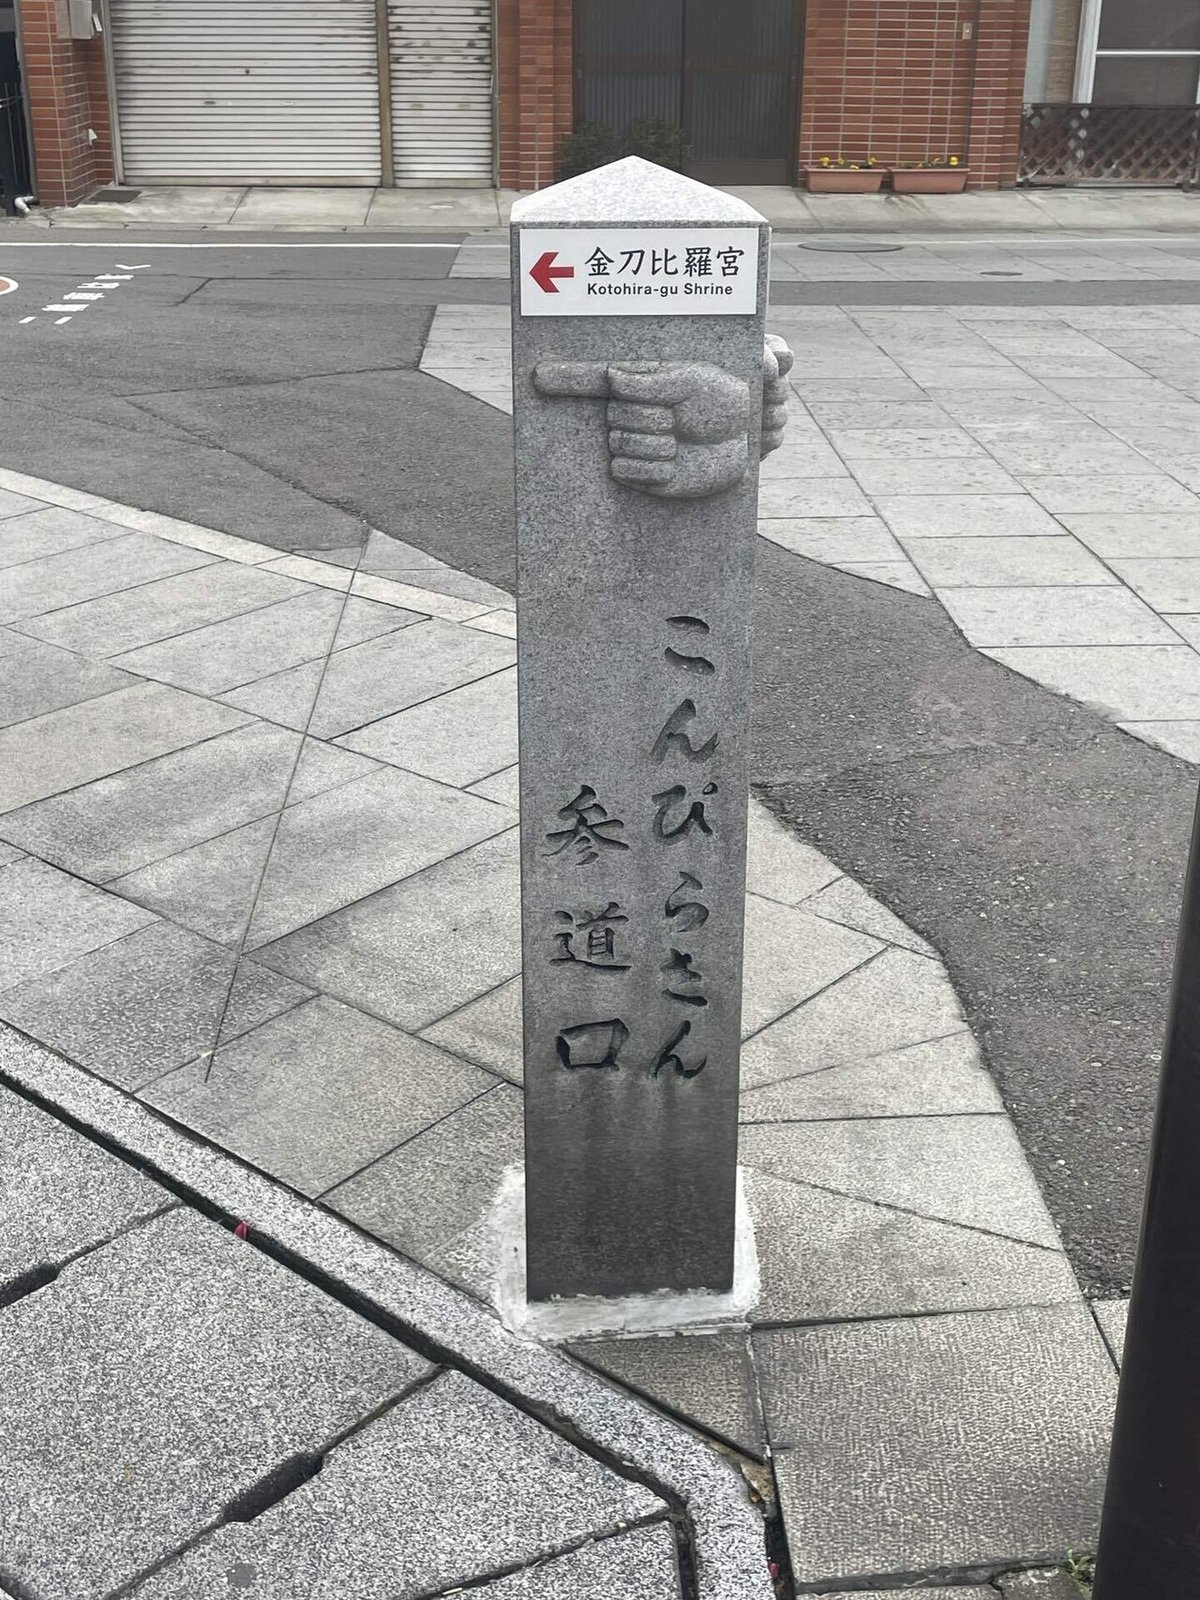 金刀比羅宮
Kotohira-gu Shrine
こんぴらさん
参道口